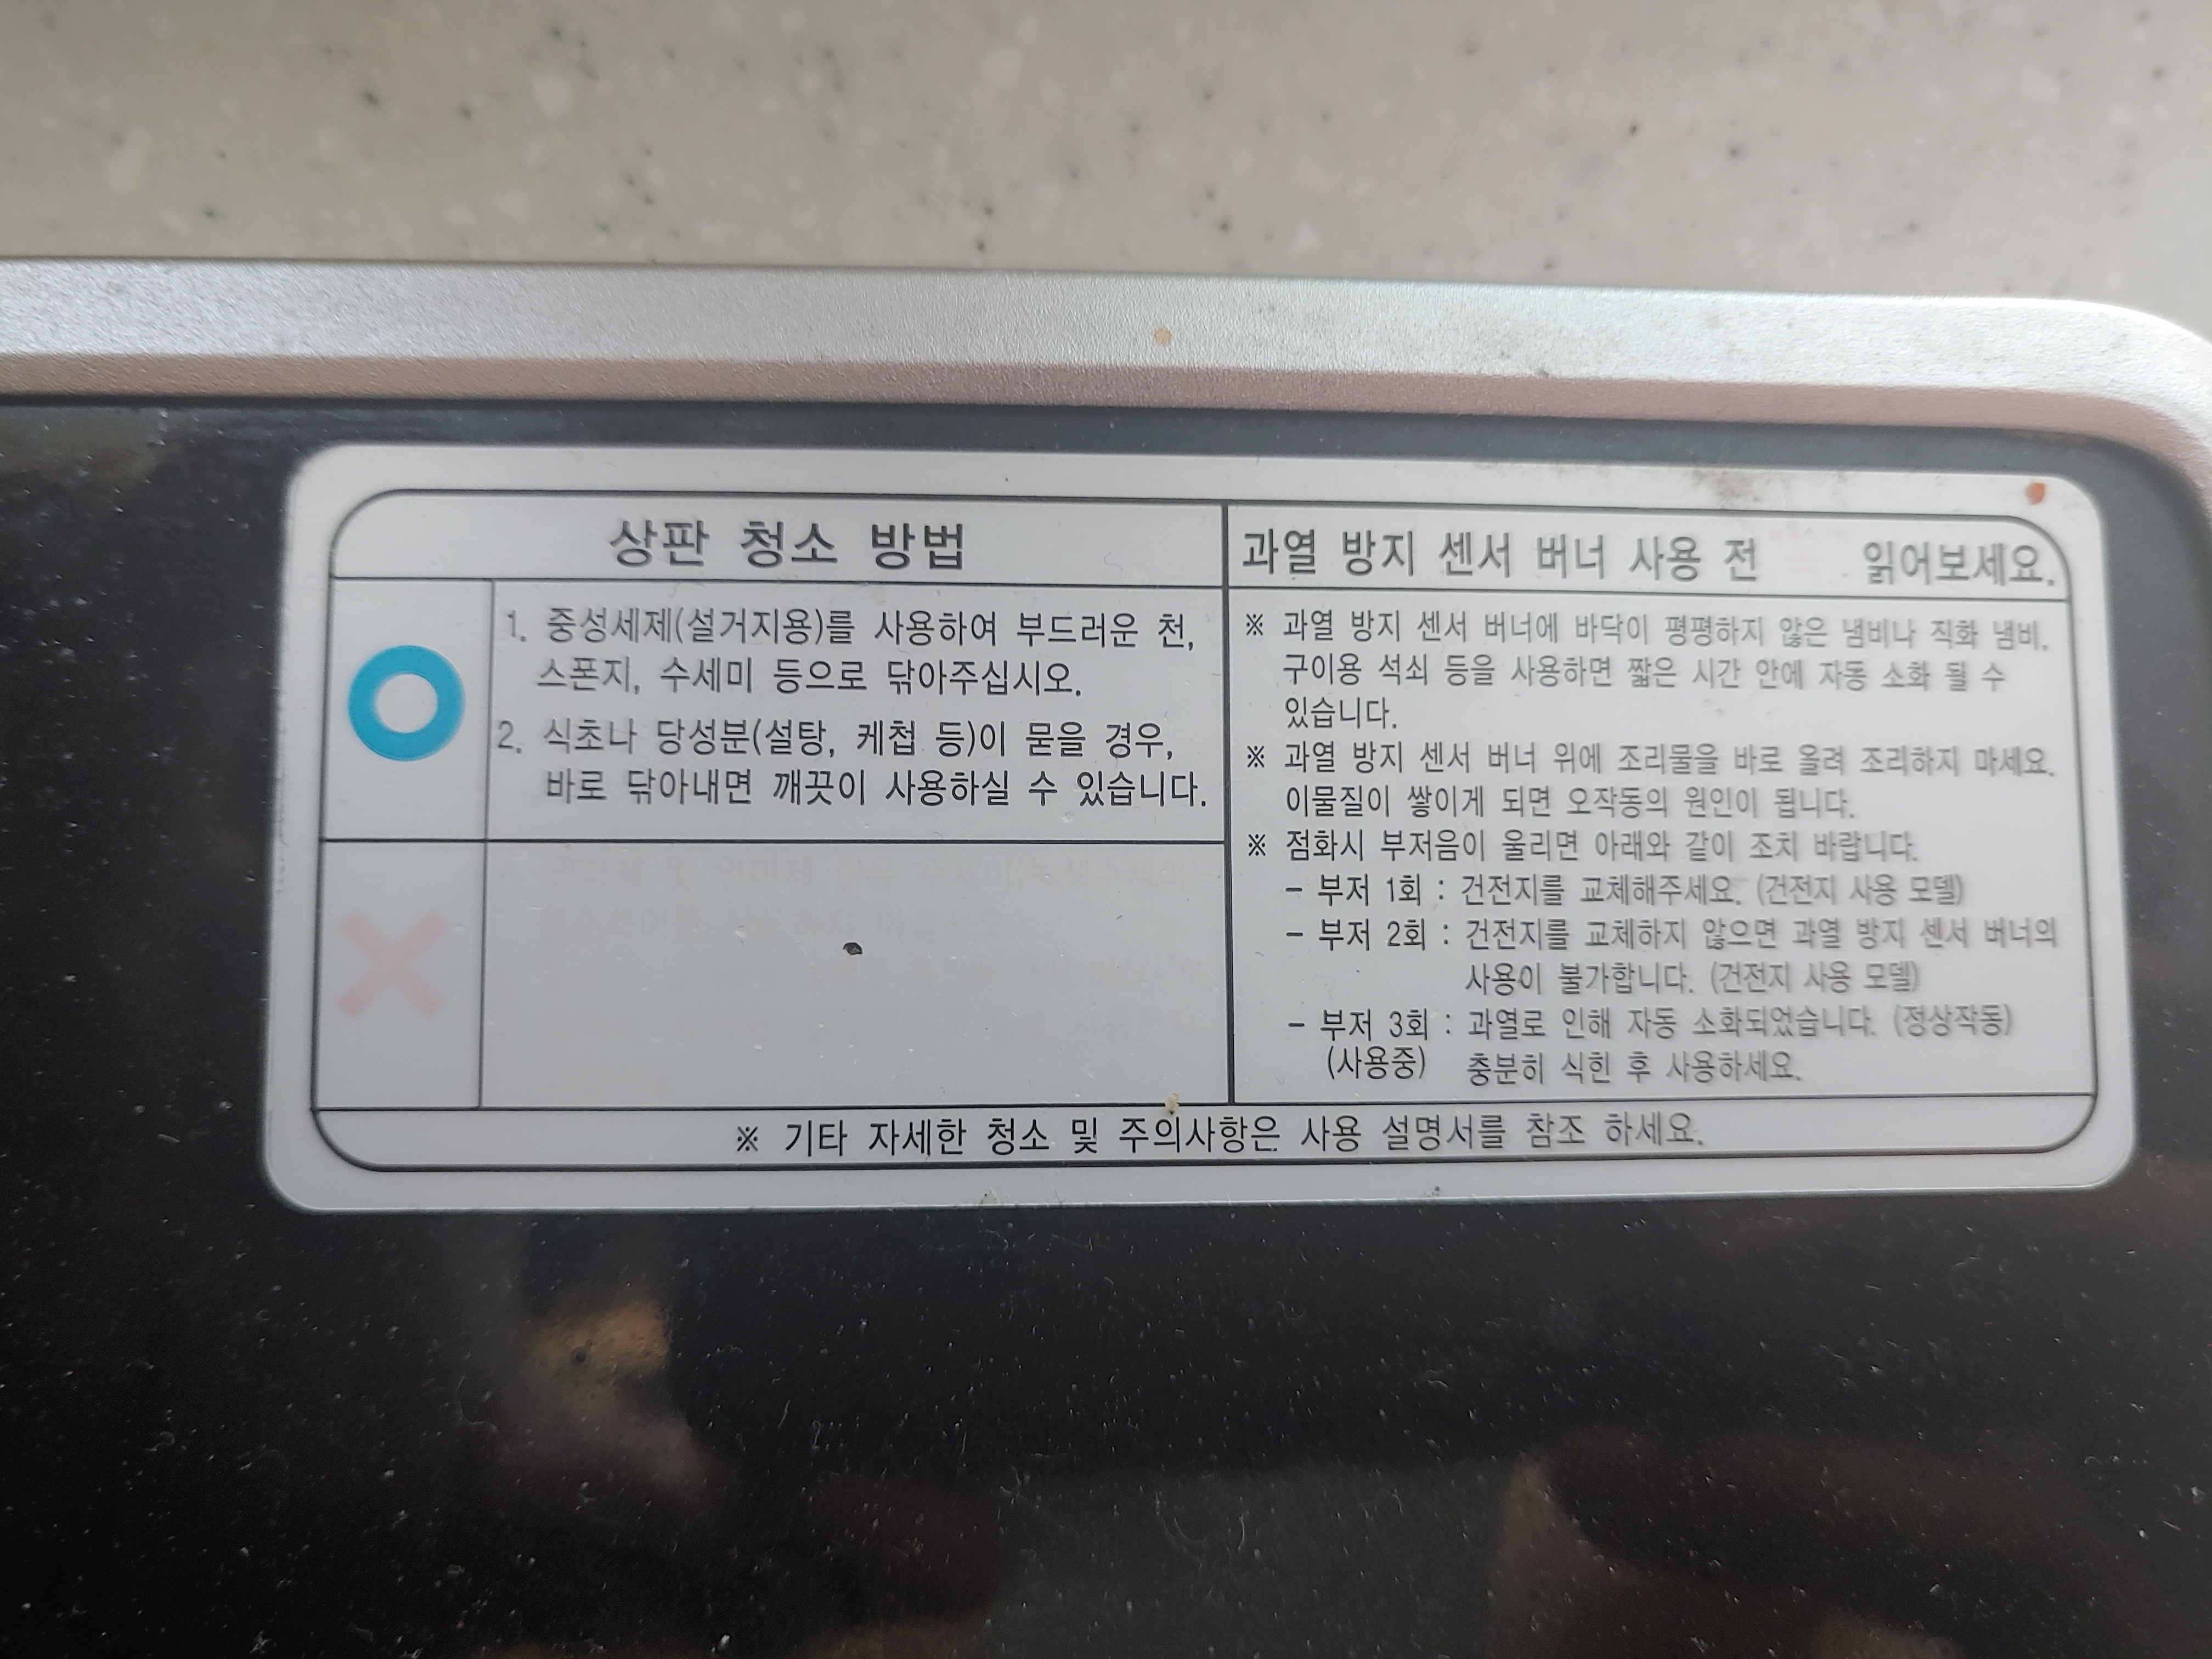 상판 청소 방법
1. 중성세제(설거지용)를 사용하여 부드러운 천,
스폰지, 수세미 등으로 닦아주십시오.
2. 식초나 당성분(설탕, 케첩 등)이 묻을 경우,
바로 닦아내면 깨끗이 사용하실 수 있습니다.
과열 방지 센서 버너 사용 전 읽어보세요.
※ 과열 방지 센서 버너에 바닥이 평평하지 않은 냄비나 직화 냄비,
구이용 석쇠 등을 사용하면 짧은 시간 안에 자동 소화 될 수
있습니다.
※ 과열 방지 센서 버너 위에 조리물을 바로 올려 조리하지 마세요.
이물질이 쌓이게 되면 오작동의 원인이 됩니다.
※ 점화시 부저음이 울리면 아래와 같이 조치 바랍니다.
- 부저 1회 : 건전지를 교체해주세요. (건전지 사용 모델)
- 부저 2회 : 건전지를 교체하지 않으면 과열 방지 센서 버너의
사용이 불가합니다. (건전지 사용 모델)
- 부저 3회 : 과열로 인해 자동 소화되었습니다. (정상작동)
(사용중) 충분히 식힌 후 사용하세요.
※ 기타 자세한 청소 및 주의사항은 사용 설명서를 참조 하세요.